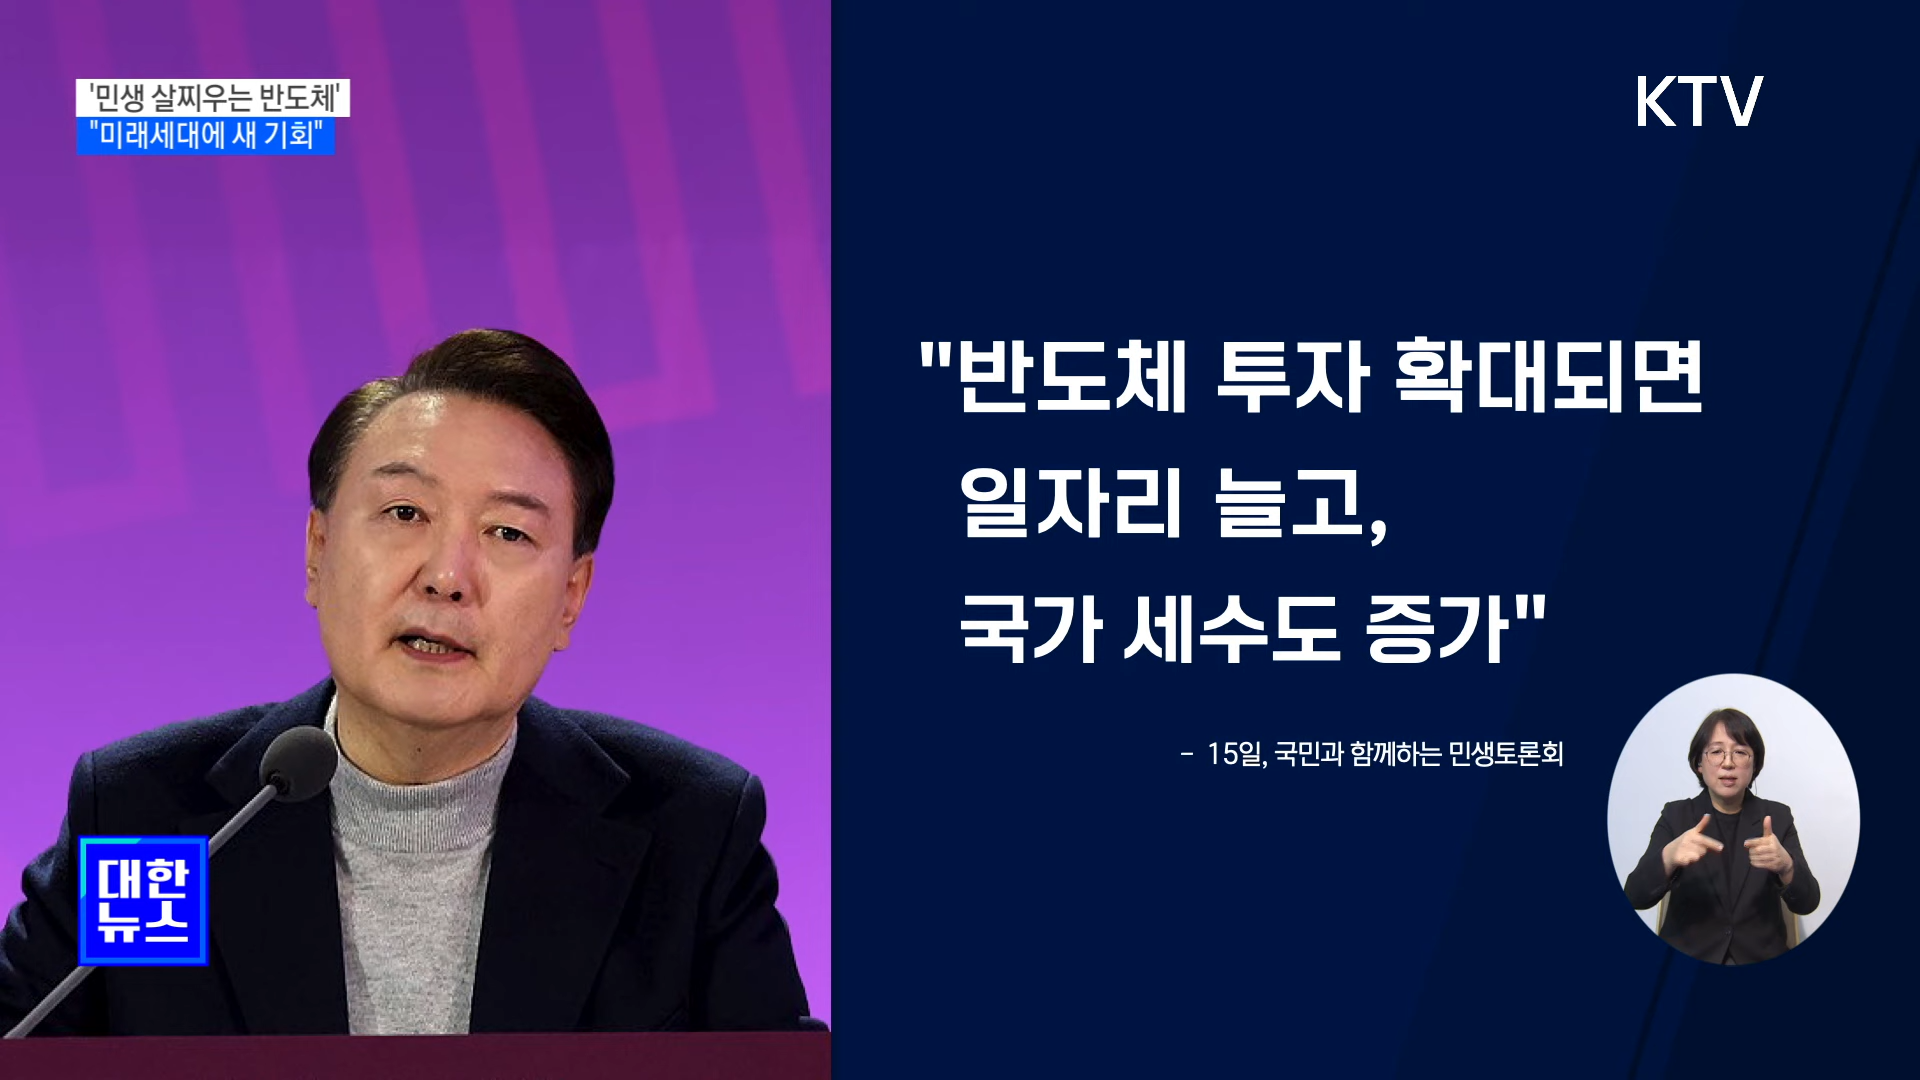 '민생 살찌우는 반도체'
"미래세대에 새 기회"
KTV
"반도체 투자 확대되면
일자리 늘고,
국가 세수도 증가"
- 15일, 국민과 함께하는 민생토론회
대한
뉴스